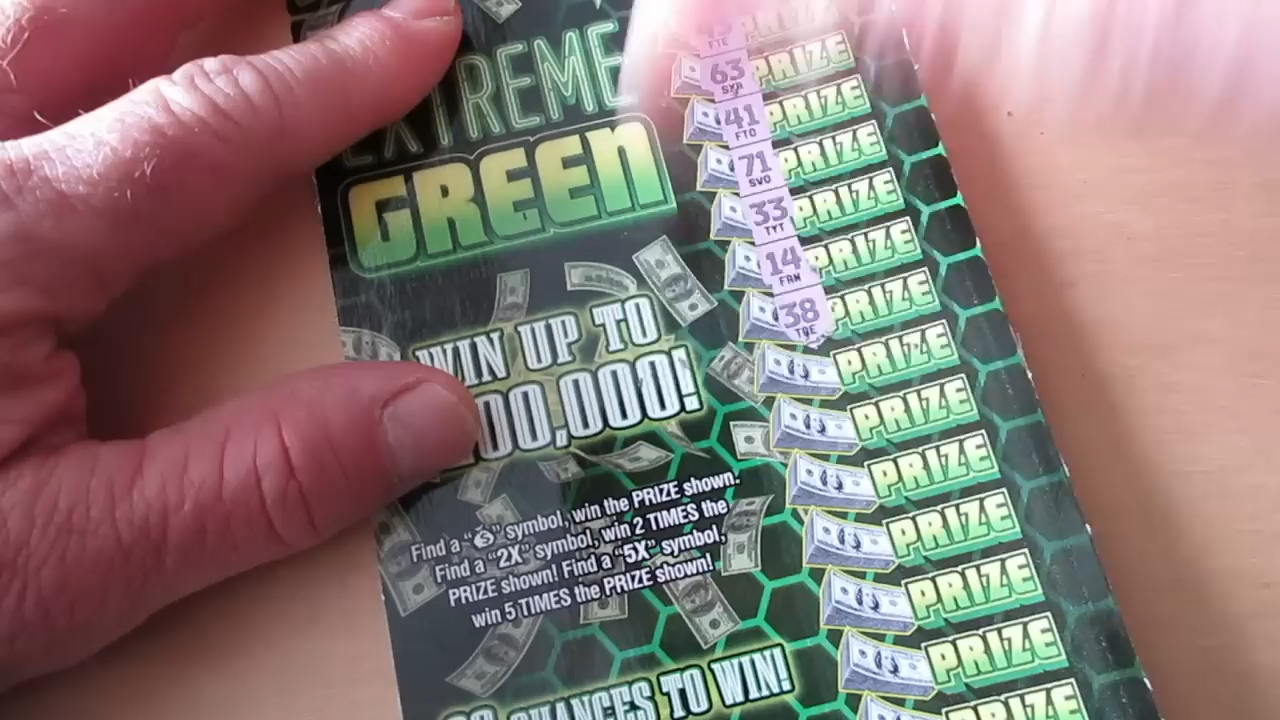 EXTREME
GREEN
WIN UP TO
00,000!
Find a " $ " symbol, win the PRIZE shown.
Find a "2X" symbol, win 2 TIMES the
PRIZE shown! Find a "5X" symbol,
win 5 TIMES the PRIZE shown!
CHANCES TO WIN!
PRIZE
FTE
63 PRIZE
SXR
41 PRIZE
FTO
71 PRIZE
SVO
33 PRIZE
TYT
14 PRIZE
FRN
38 PRIZE
TQE
PRIZE
PRIZE
PRIZE
PRIZE
PRIZE
PRIZE
PRIZE